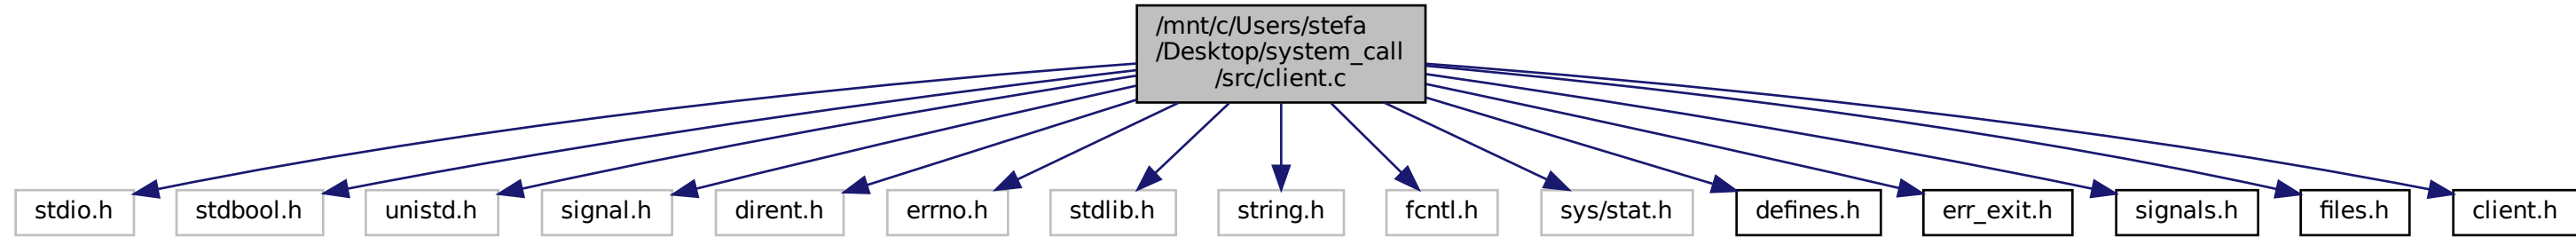 /mnt/c/Users/stefa
/Desktop/system_call
/src/client.c
stdio.h
stdbool.h
unistd.h
signal.h
dirent.h
errno.h
stdlib.h
string.h
fcntl.h
sys/stat.h
defines.h
err_exit.h
signals.h
files.h
client.h